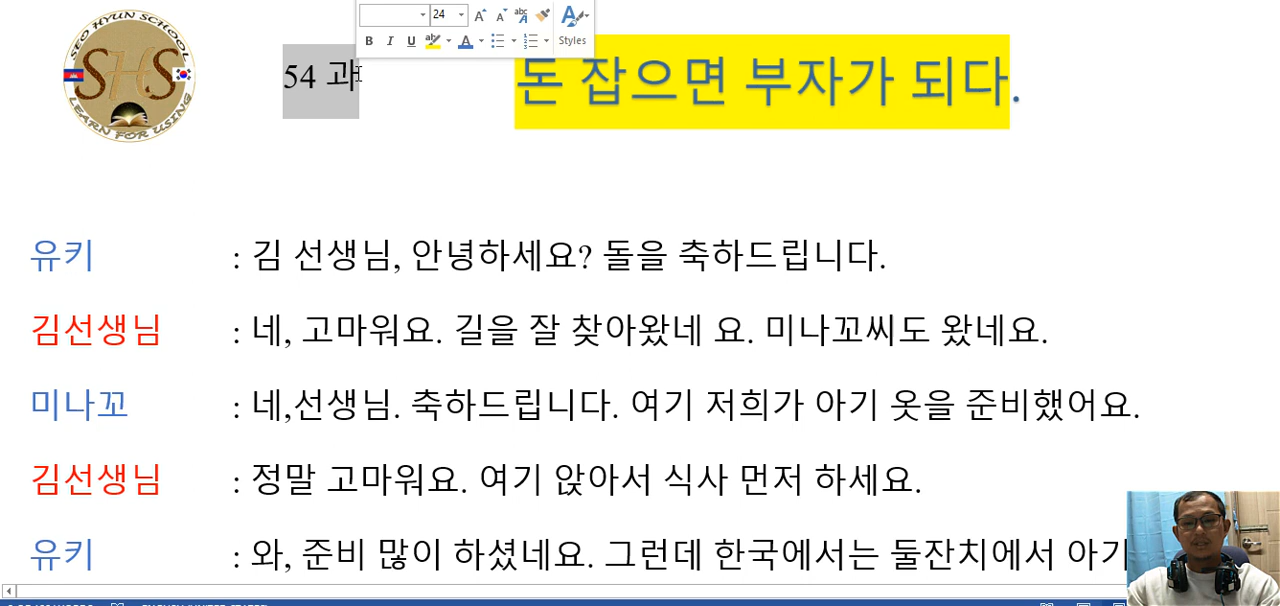 SEO HYUN SCHOOL
SHS
LEARN FOR USING
24
abc
A
B I U
A
Styles
54 과
돈 잡으면 부자가 되다.
유키 : 김 선생님, 안녕하세요? 돌을 축하드립니다.
김선생님 : 네, 고마워요. 길을 잘 찾아왔네 요. 미나꼬씨도 왔네요.
미나꼬 : 네,선생님. 축하드립니다. 여기 저희가 아기 옷을 준비했어요.
김선생님 : 정말 고마워요. 여기 앉아서 식사 먼저 하세요.
유키 : 와, 준비 많이 하셨네요. 그런데 한국에서는 둘잔치에서 아기